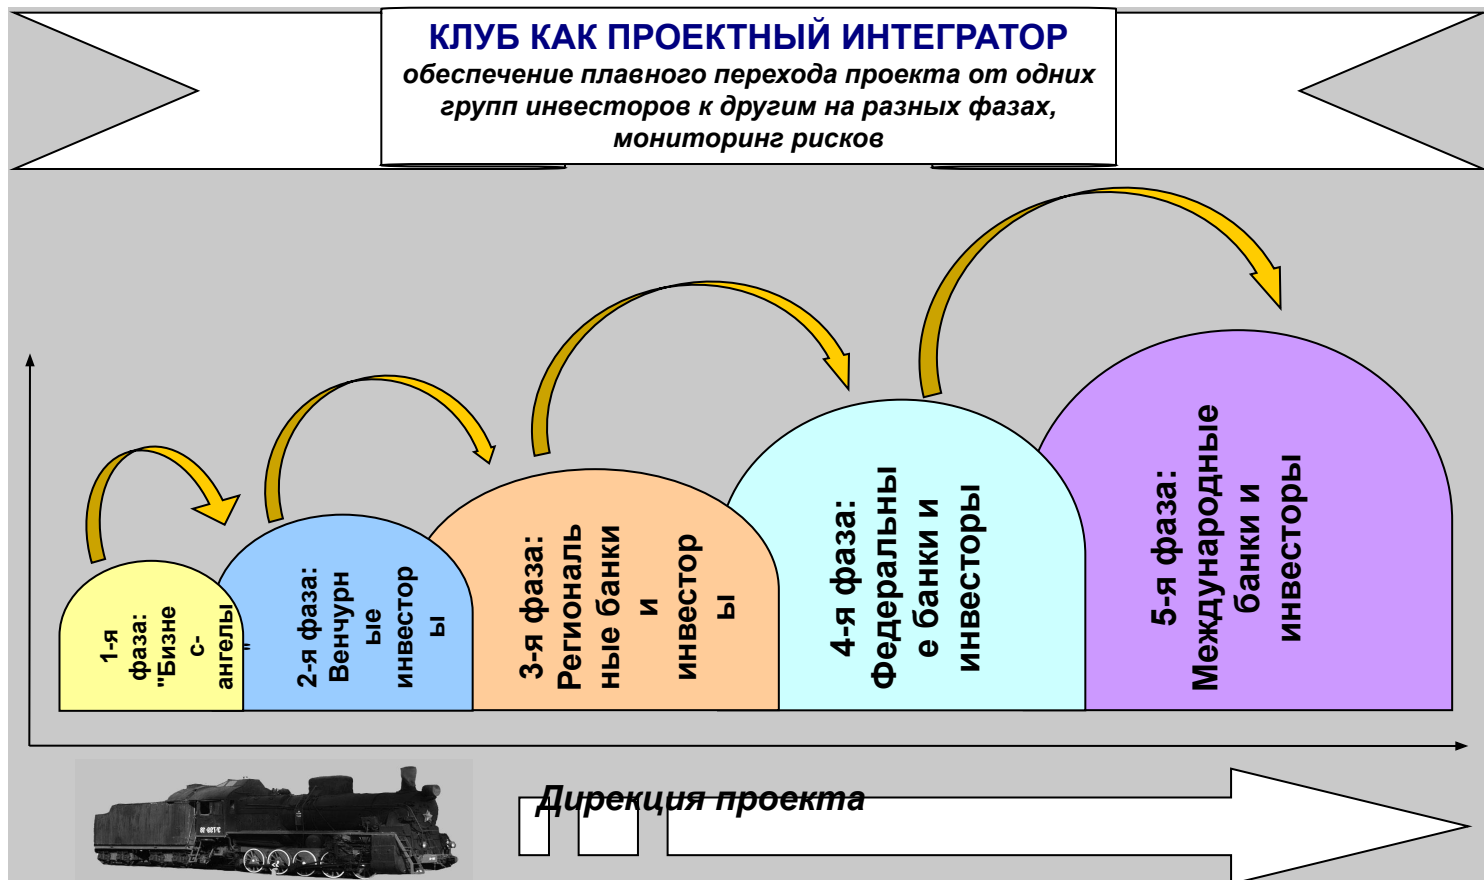 КЛУБ КАК ПРОЕКТНЫЙ ИНТЕГРАТОР
обеспечение плавного перехода проекта от одних
групп инвесторов к другим на разных фазах,
мониторинг рисков
1-я
фаза:
"Бизне
с-
ангелы
"
2-я фаза:
Венчурн
ые
инвестор
ы
3-я фаза:
Региональ
ные банки
и
инвестор
ы
4-я фаза:
Федеральны
е банки и
инвесторы
5-я фаза:
Международные
банки и
инвесторы
Дирекция проекта